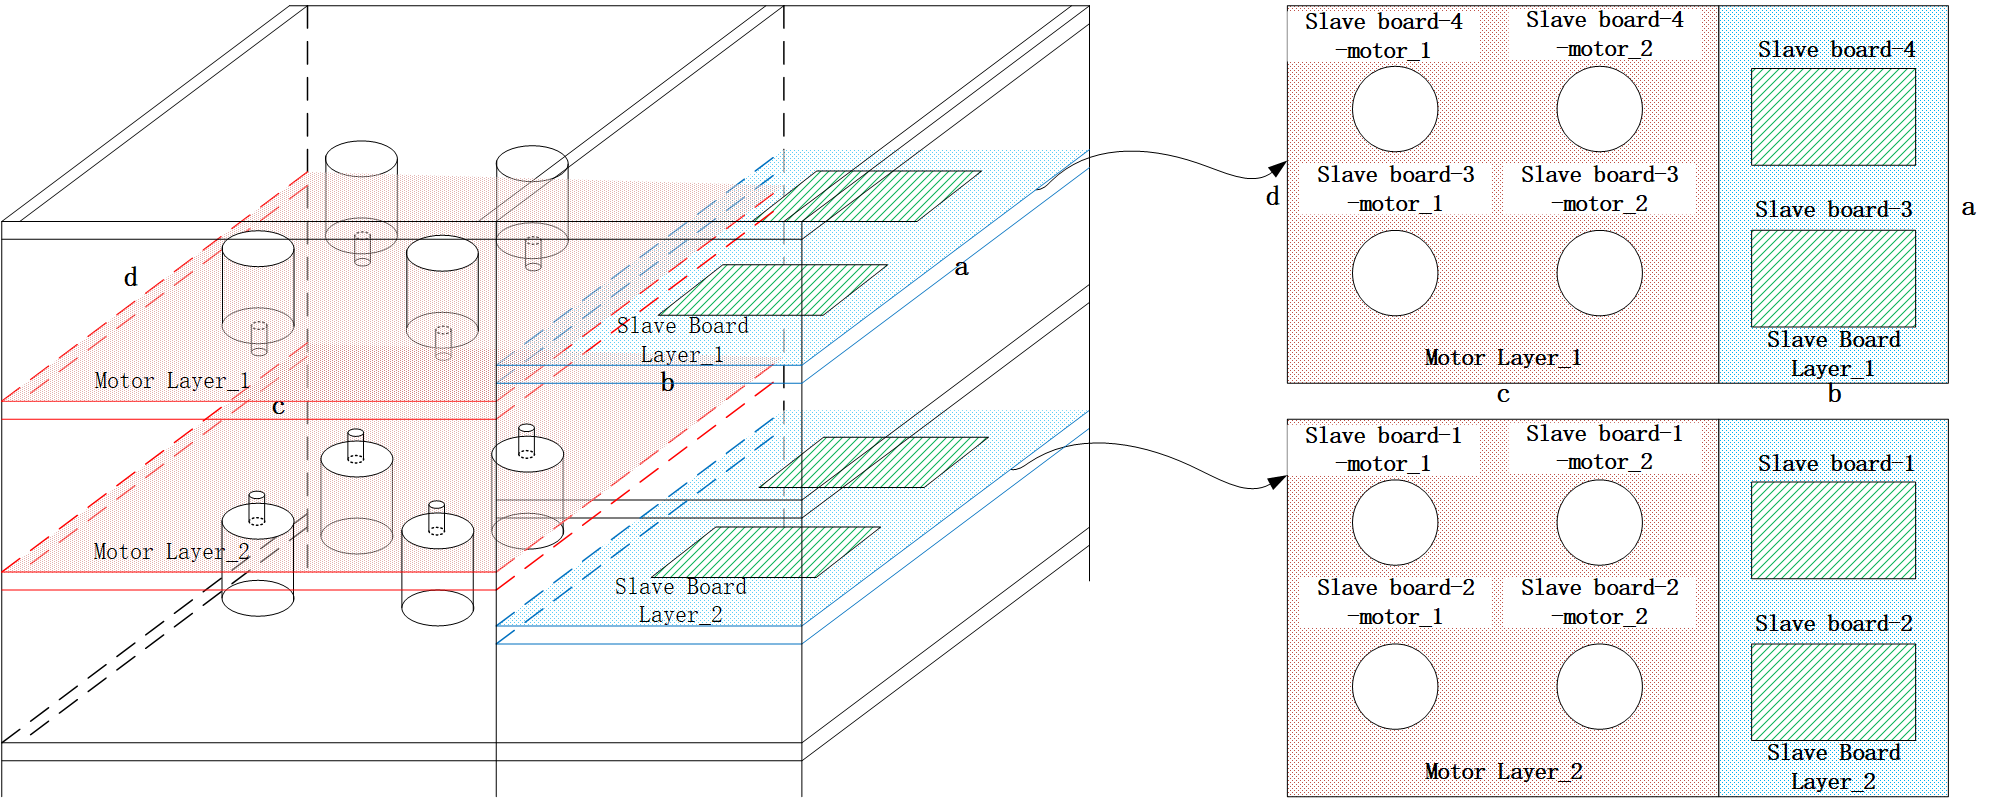 d
Motor Layer_1
c
Slave Board
Layer_1
b
a
Motor Layer_2
Slave Board
Layer_2
Slave board-4
-motor_1
Slave board-4
-motor_2
Slave board-4
Slave board-3
-motor_1
Slave board-3
-motor_2
Slave board-3
d
a
Motor Layer_1
Slave Board
Layer_1
c
b
Slave board-1
-motor_1
Slave board-1
-motor_2
Slave board-1
Slave board-2
-motor_1
Slave board-2
-motor_2
Slave board-2
Motor Layer_2
Slave Board
Layer_2